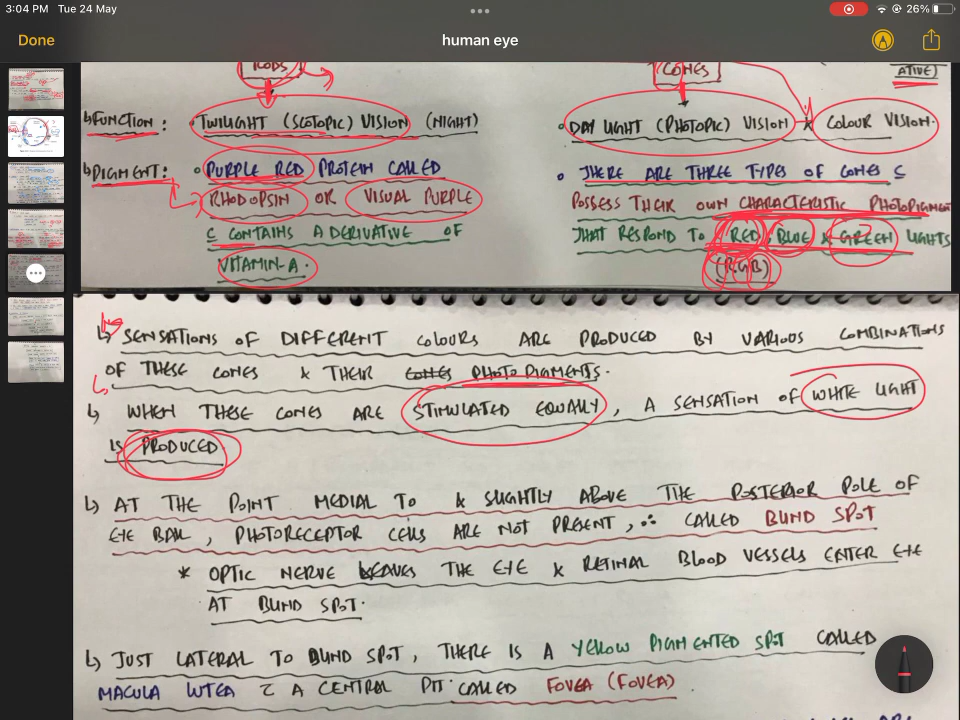 3:04 PM Tue 24 May
26%
Done
human eye
RODS
CONES
ATIVE)
FUNCTION :
TWILIGHT (SCOTOPIC) VISION (NIGHT)
DAY LIGHT (PHOTOPIC) VISION & COLOUR VISION.
PIGMENT :
PURPLE RED PROTEIN CALLED
RHODOPSIN OR VISUAL PURPLE
C CONTAINS A DERIVATIVE OF
VITAMIN-A.
THERE ARE THREE TYPES OF CONES C
POSSESS THEIR OWN CHARACTERISTIC PHOTOPIGMENT
THAT RESPOND TO RED, BLUE & GREEN LIGHTS
(RGB)
SENSATIONS OF DIFFERENT COLOURS ARE PRODUCED BY VARIOUS COMBINATIONS
OF THESE CONES & THEIR CONES PHOTOPIGMENTS.
WHEN THESE CONES ARE STIMULATED EQUALLY, A SENSATION OF WHITE LIGHT
IS PRODUCED
AT THE POINT MEDIAL TO & SLIGHTLY ABOVE THE POSTERIOR POLE OF
EYE BALL, PHOTORECEPTOR CELLS ARE NOT PRESENT, ∴ CALLED BLIND SPOT
* OPTIC NERVE LEAVES THE EYE & RETINAL BLOOD VESSELS ENTER EYE
AT BLIND SPOT.
JUST LATERAL TO BLIND SPOT, THERE IS A YELLOW PIGMENTED SPOT CALLED
MACULA LUTEA C A CENTRAL PIT CALLED FOVEA (FOVEA)